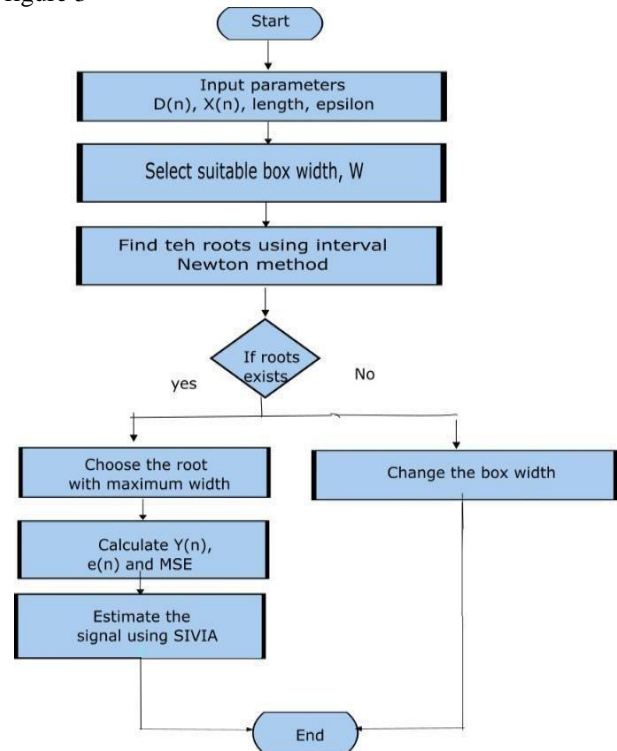 figure 3
Start
Input parameters
D(n), X(n), length, epsilon
Select suitable box width, W
Find teh roots using interval
Newton method
If roots
exists
yes
No
Choose the root
with maximum width
Change the box width
Calculate Y(n),
e(n) and MSE
Estimate the
signal using SIVIA
End